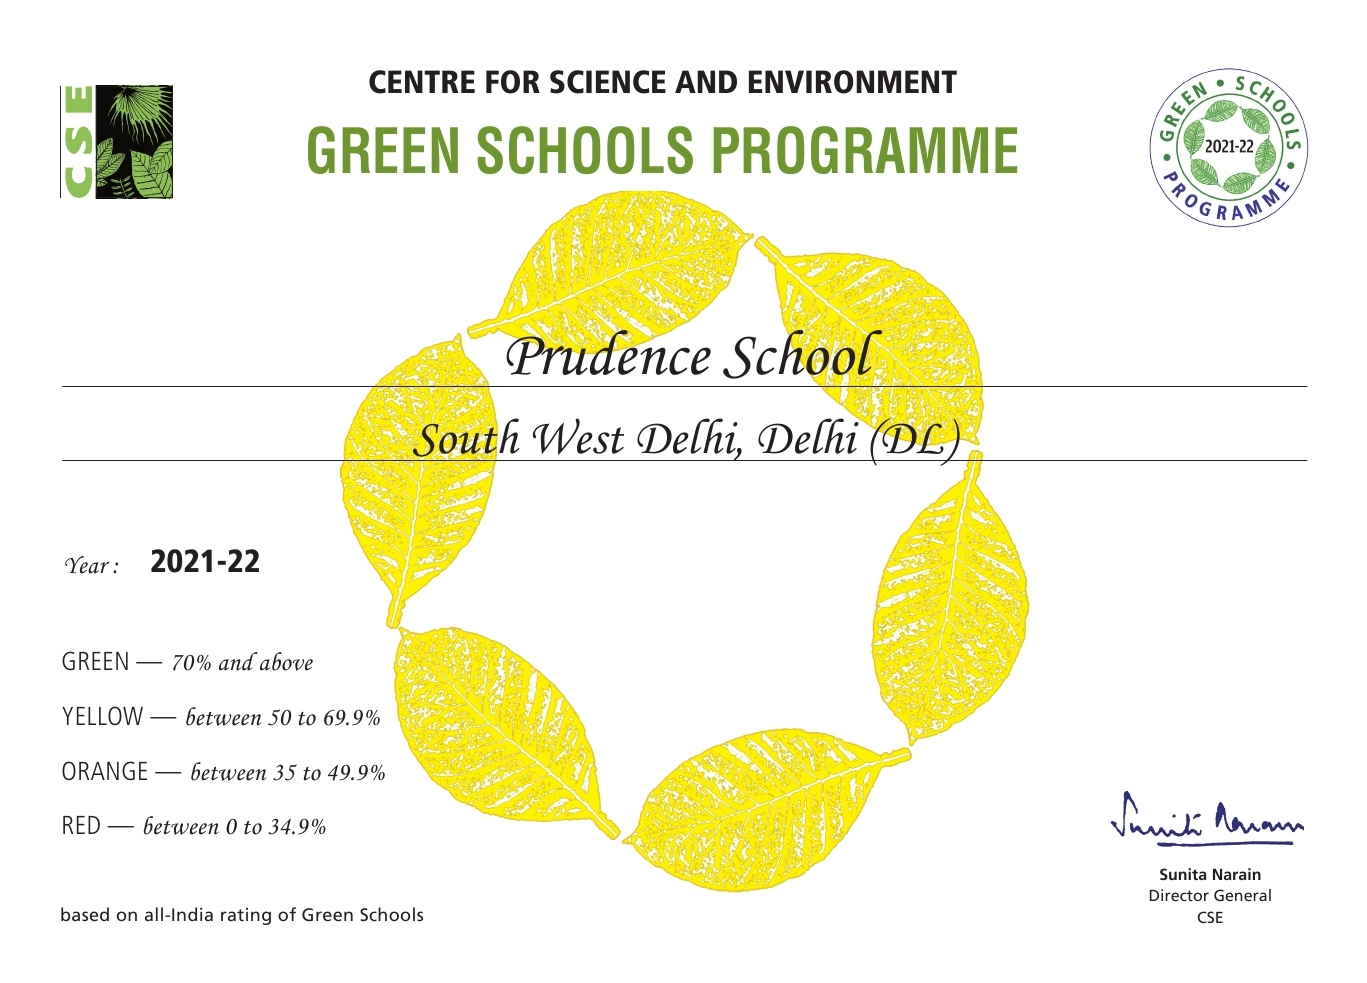 CSE
CENTRE FOR SCIENCE AND ENVIRONMENT
GREEN SCHOOLS PROGRAMME
GREEN • SCHOOLS • PROGRAMME •
2021-22
Prudence School
South West Delhi, Delhi (DL)
Year : 2021-22
GREEN — 70% and above
YELLOW — between 50 to 69.9%
ORANGE — between 35 to 49.9%
RED — between 0 to 34.9%
based on all-India rating of Green Schools
Sunita Narain
Sunita Narain
Director General
CSE